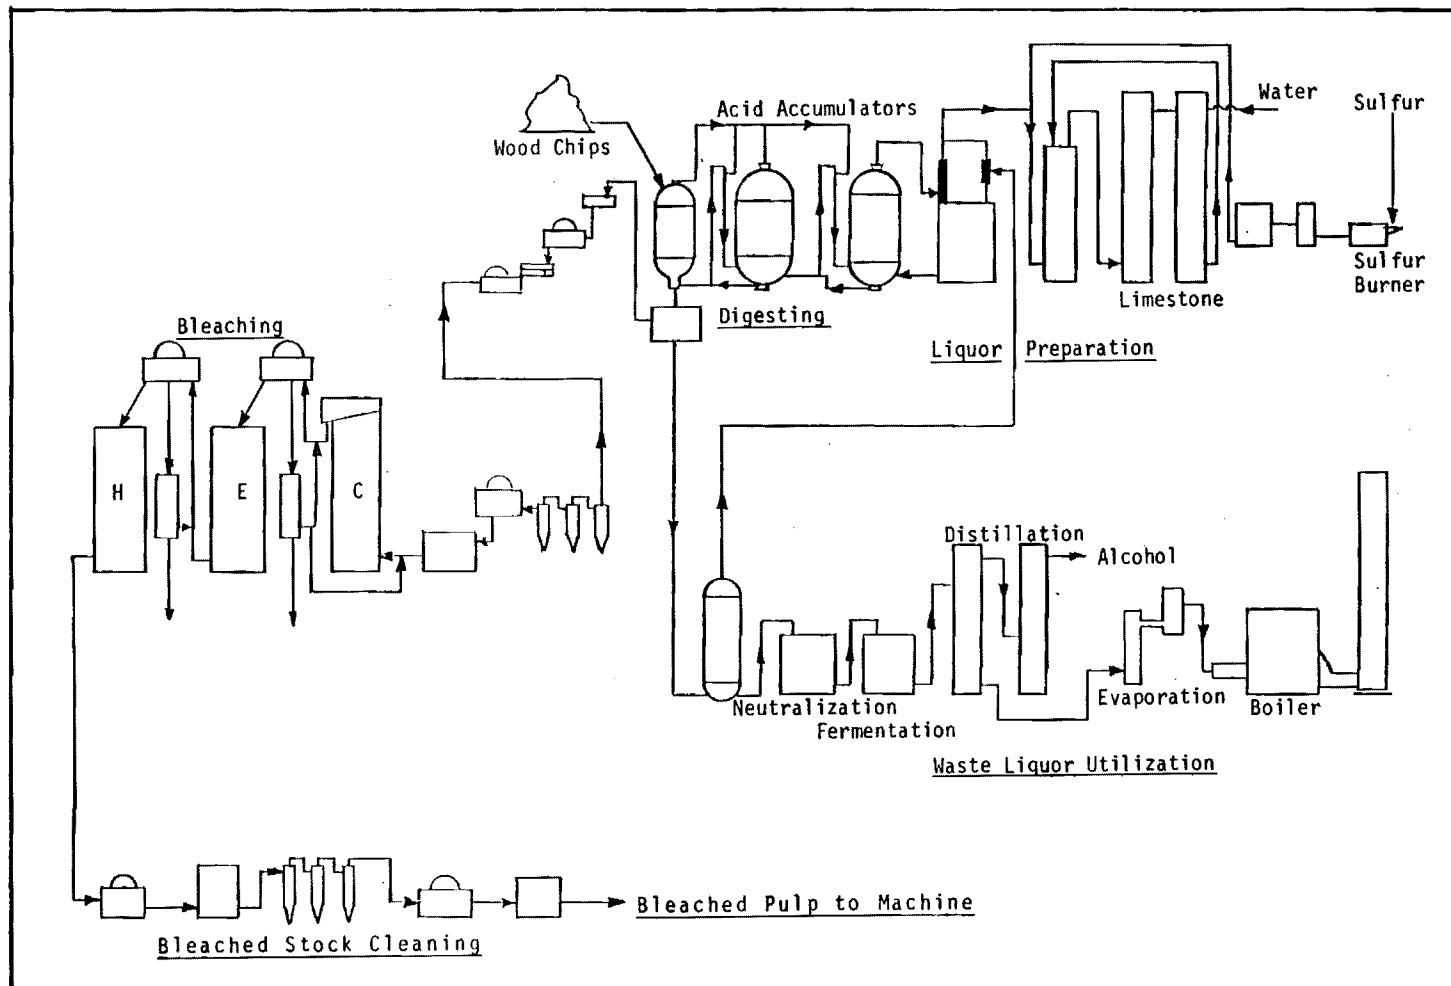 Acid Accumulators
Water
Sulfur
Wood Chips
Sulfur
Burner
Limestone
Digesting
Bleaching
Liquor Preparation
H
E
C
Distillation
Alcohol
Neutralization
Evaporation
Boiler
Fermentation
Waste Liquor Utilization
Bleached Pulp to Machine
Bleached Stock Cleaning